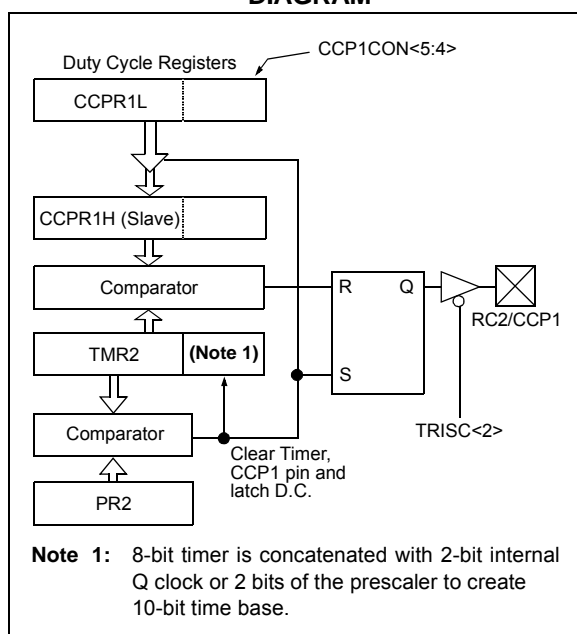 DIAGRAM
CCP1CON<5:4>
Duty Cycle Registers
CCPR1L
CCPR1H (Slave)
Comparator
R Q
RC2/CCP1
TMR2 (Note 1)
S
Comparator
TRISC<2>
Clear Timer,
CCP1 pin and
latch D.C.
PR2
Note 1: 8-bit timer is concatenated with 2-bit internal
Q clock or 2 bits of the prescaler to create
10-bit time base.